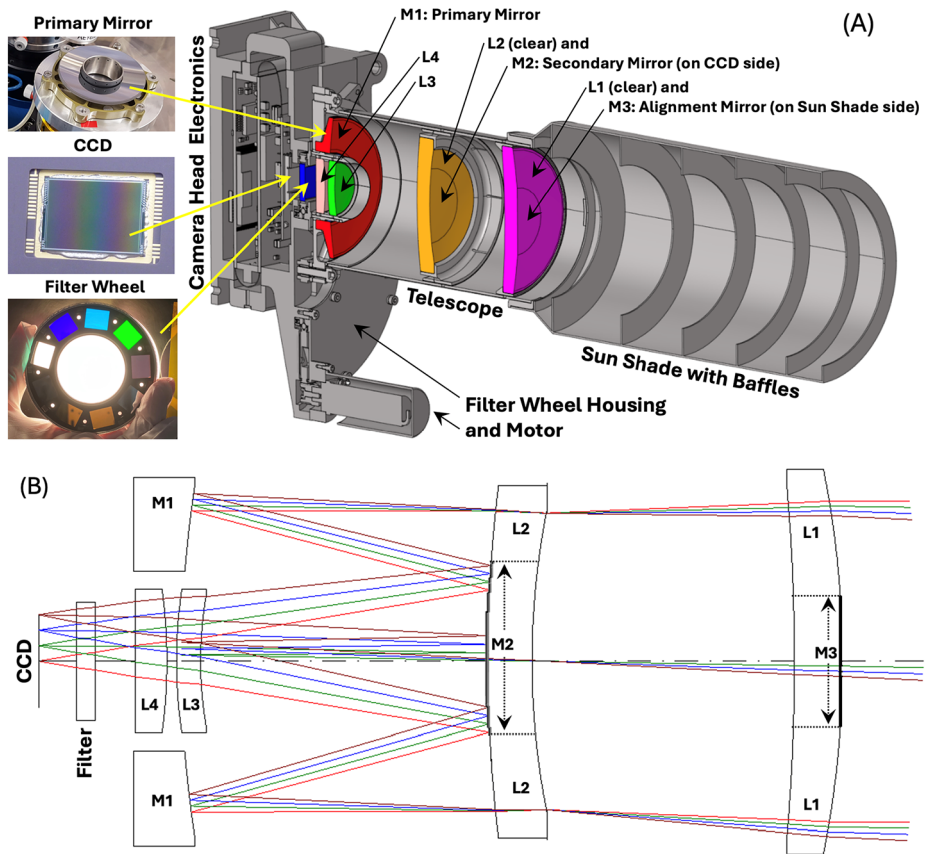 (A)
M1: Primary Mirror
L4
L3
L2 (clear) and
M2: Secondary Mirror (on CCD side)
L1 (clear) and
M3: Alignment Mirror (on Sun Shade side)
Primary Mirror
CCD
Filter Wheel
Camera Head Electronics
Telescope
Sun Shade with Baffles
Filter Wheel Housing
and Motor
(B)
M1
L2
L1
CCD
M2
M3
L4
L3
Filter
M1
L2
L1